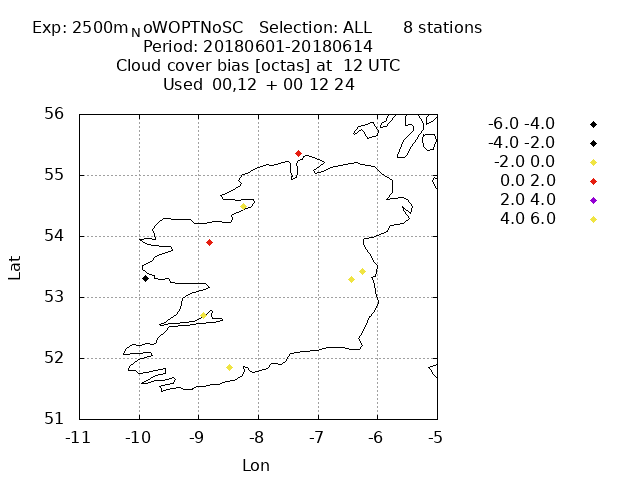 Exp: 2500m NoWOPTNoSC Selection: ALL 8 stations
Period: 20180601-20180614
Cloud cover bias [octas] at 12 UTC
Used 00,12 + 00 12 24
-6.0 -4.0
-4.0 -2.0
-2.0 0.0
0.0 2.0
2.0 4.0
4.0 6.0
56
55
54
53
52
51
Lat
-11 -10 -9 -8 -7 -6 -5
Lon